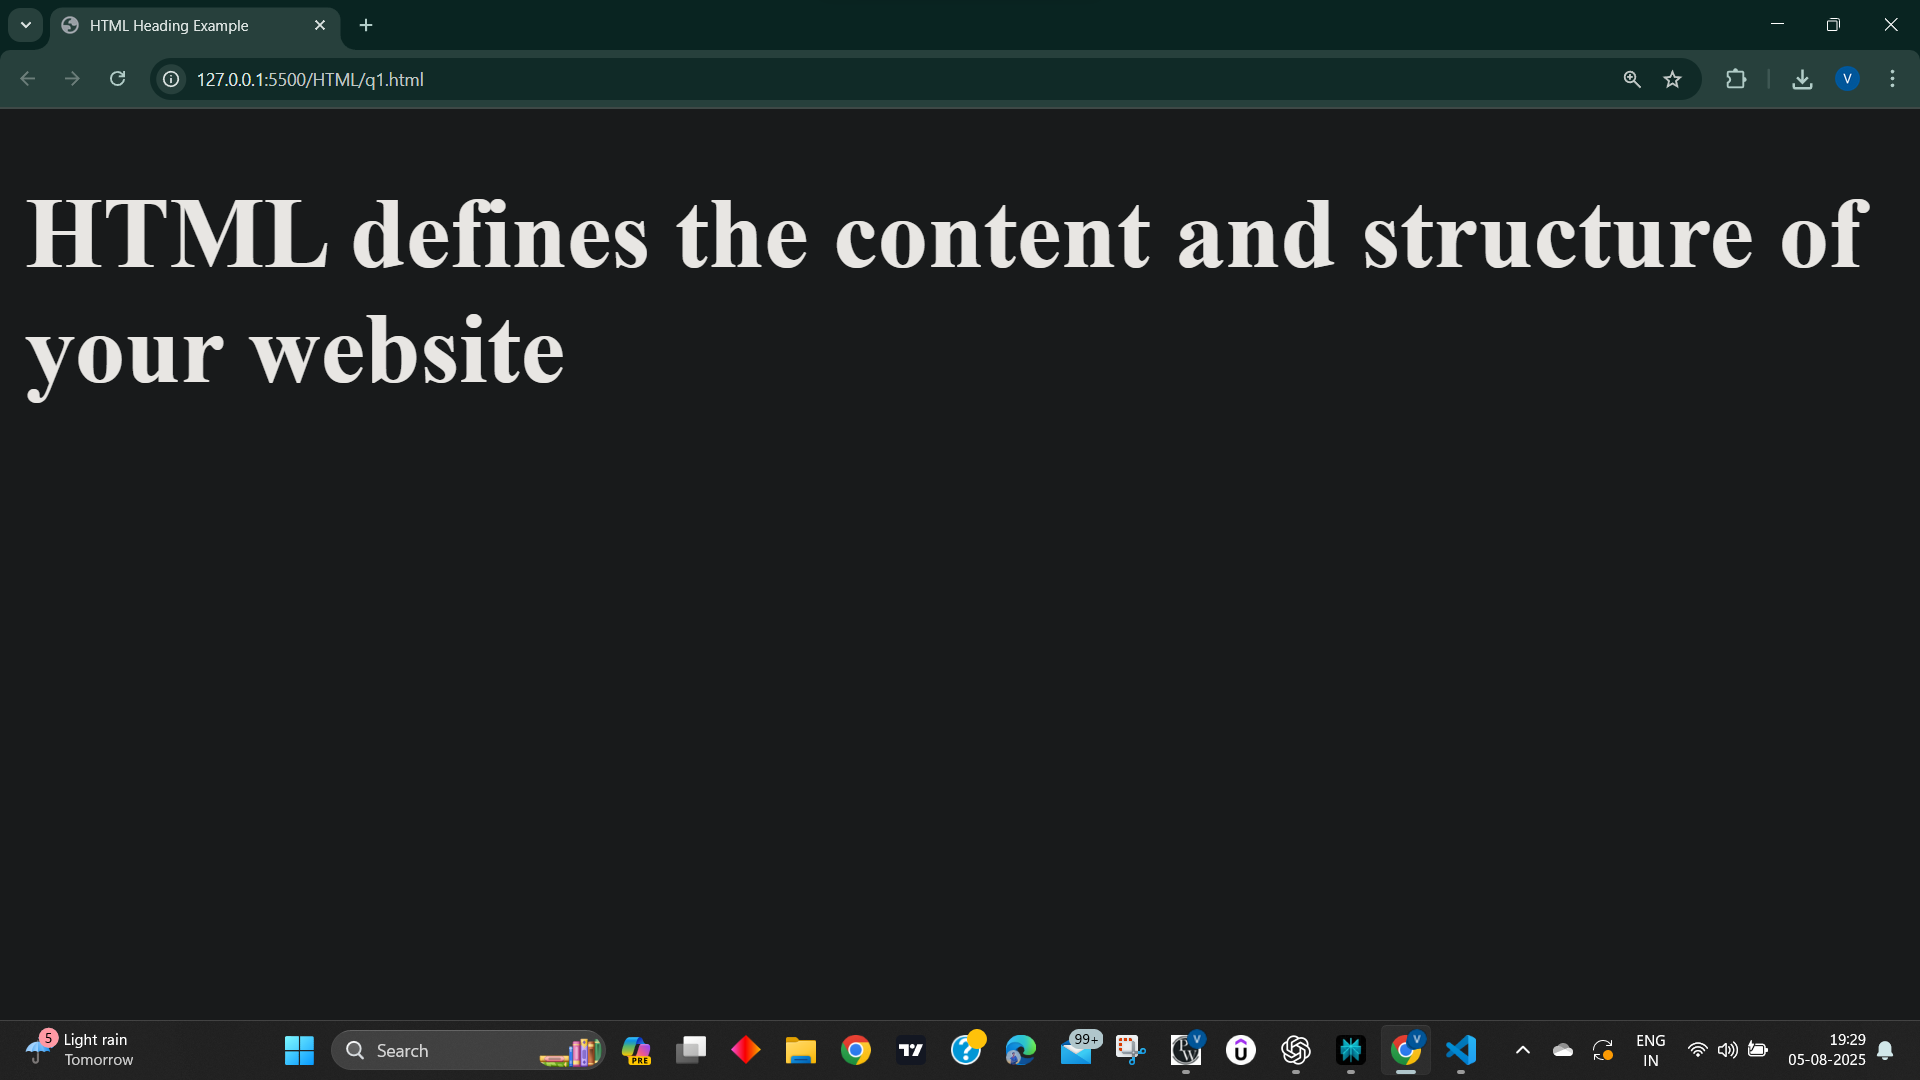 HTML Heading Example
127.0.0.1:5500/HTML/q1.html
V
HTML defines the content and structure of
your website
5
Light rain
Tomorrow
Search
PRE
99+
V
PW
V
ENG
IN
19:29
05-08-2025